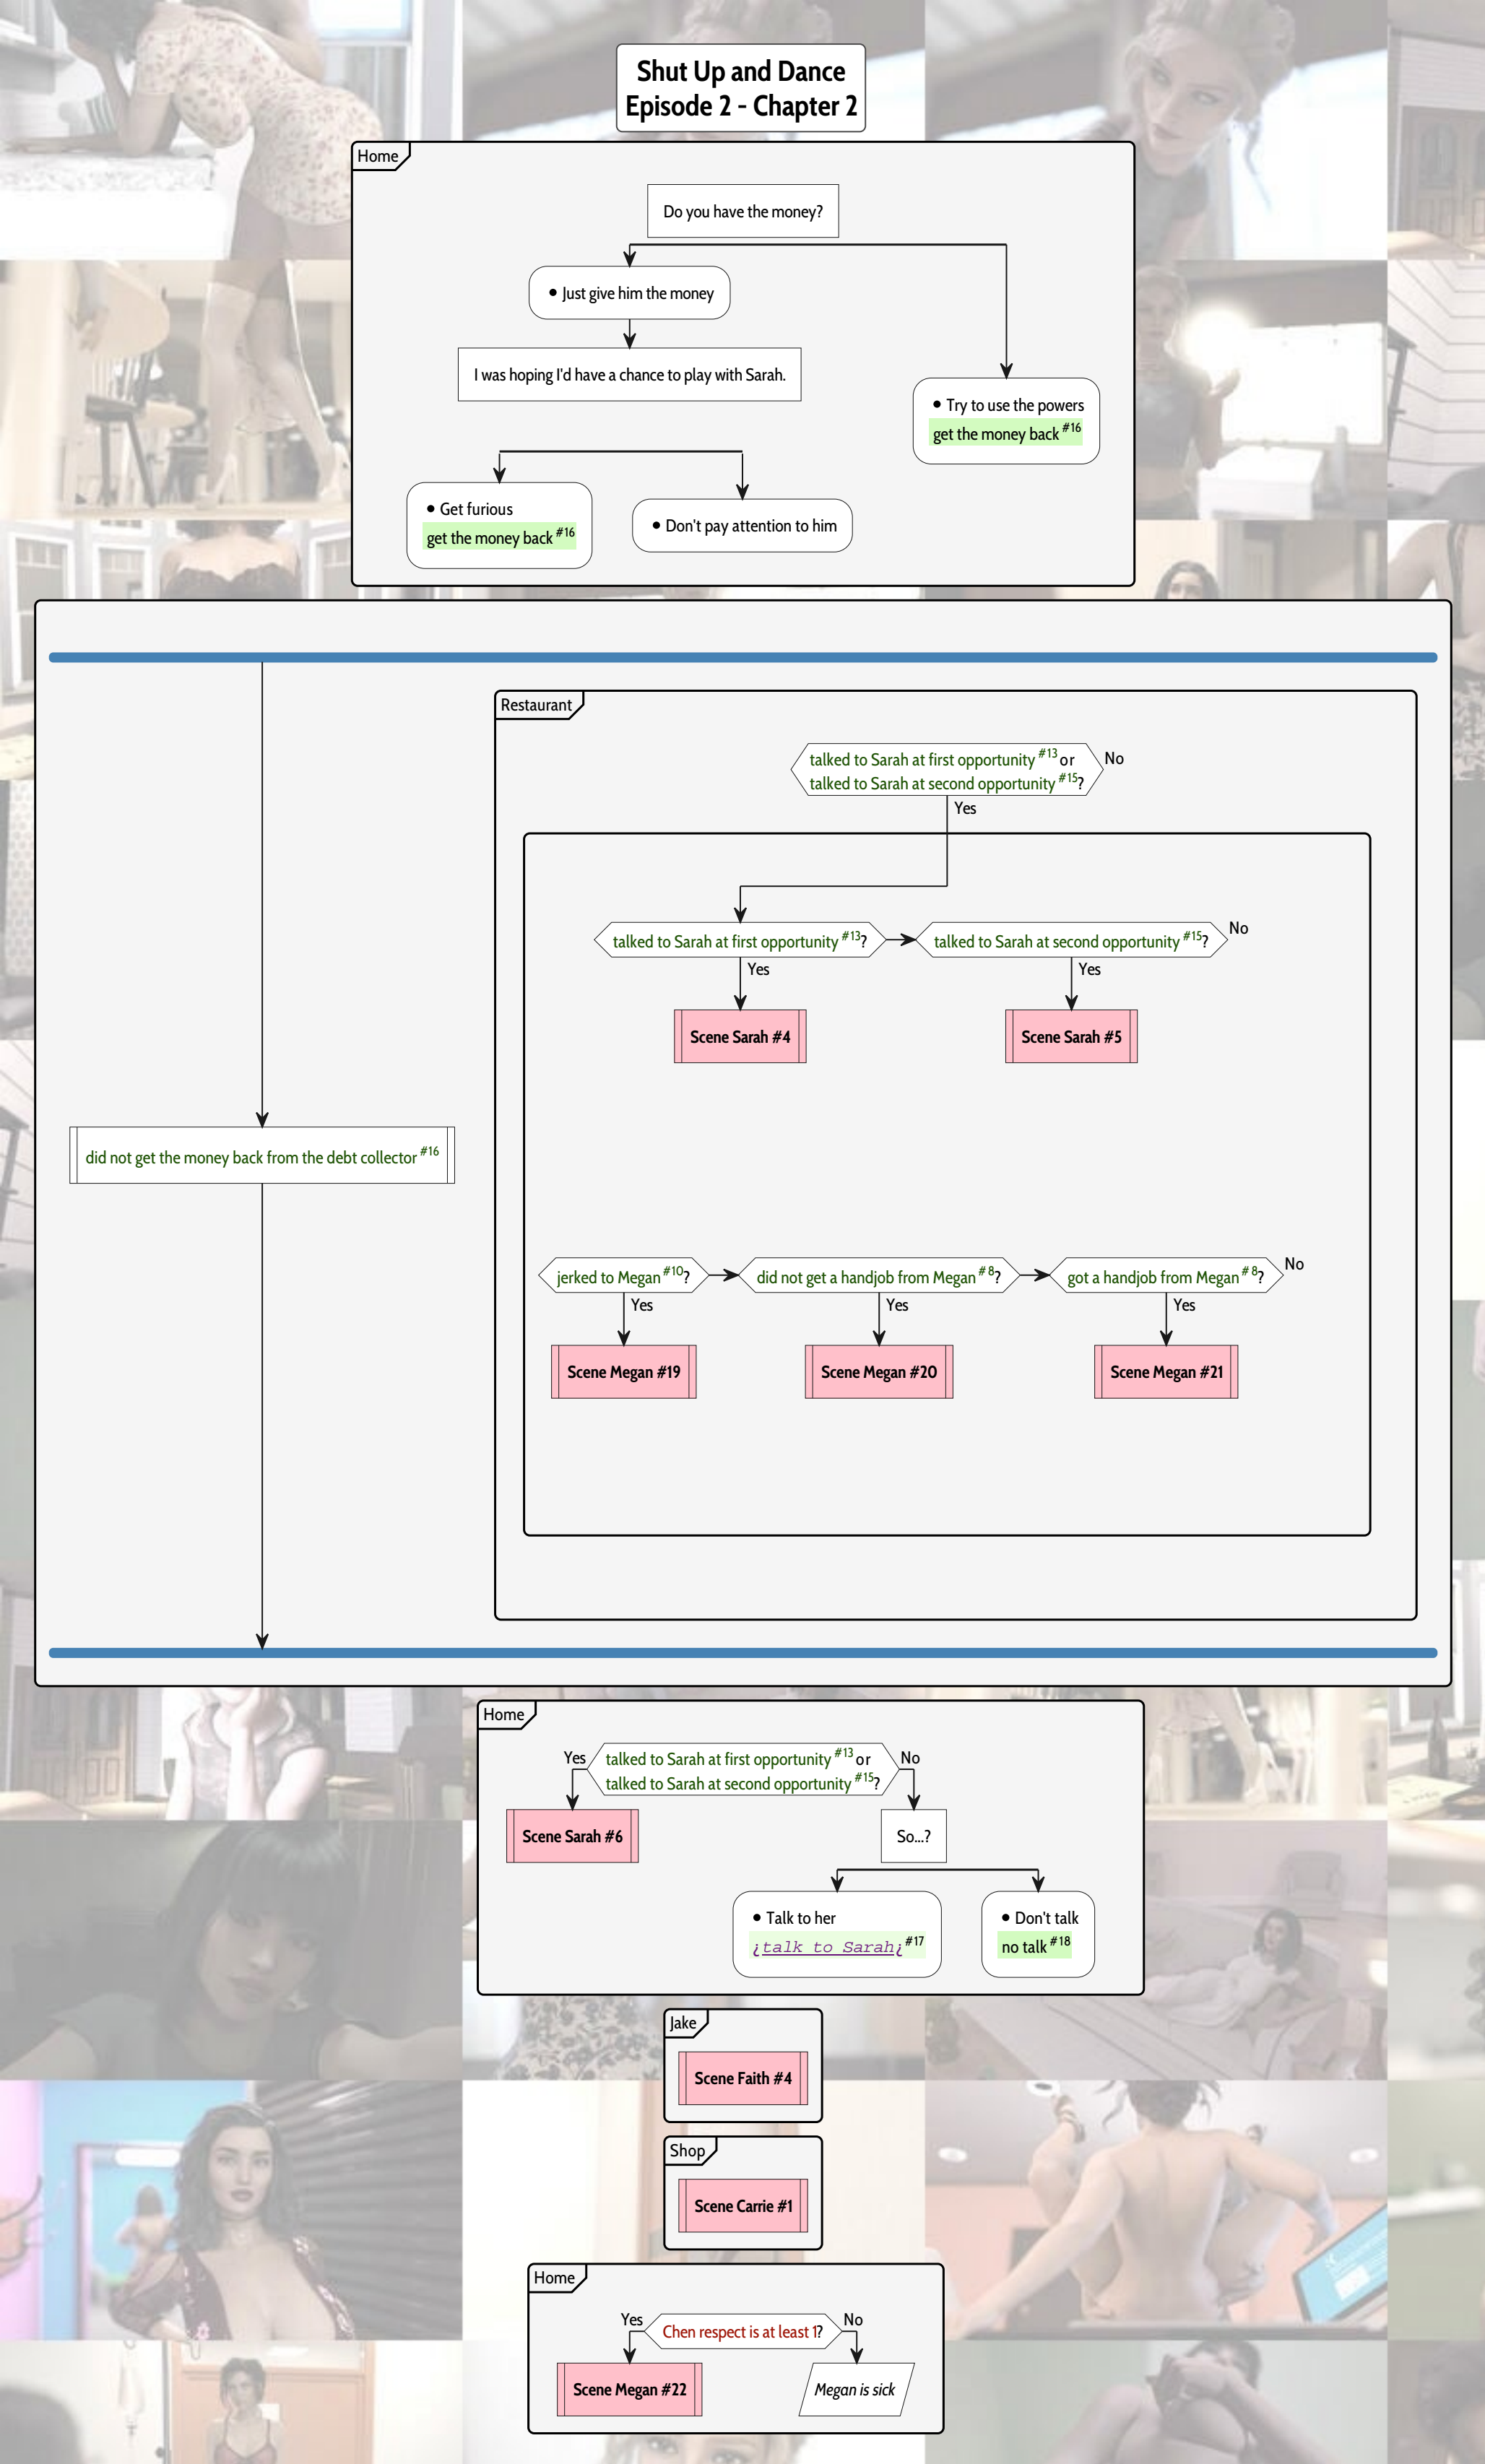 Shut Up and Dance
Episode 2 - Chapter 2
Home
Do you have the money?
• Just give him the money
I was hoping I'd have a chance to play with Sarah.
• Try to use the powers
get the money back #16
• Get furious
get the money back #16
• Don't pay attention to him
Restaurant
talked to Sarah at first opportunity #13 or
talked to Sarah at second opportunity #15?
No
Yes
talked to Sarah at first opportunity #13?
talked to Sarah at second opportunity #15?
No
Yes
Yes
Scene Sarah #4
Scene Sarah #5
did not get the money back from the debt collector #16
jerked to Megan #10?
did not get a handjob from Megan #8?
got a handjob from Megan #8?
No
Yes
Yes
Yes
Scene Megan #19
Scene Megan #20
Scene Megan #21
Home
Yes
talked to Sarah at first opportunity #13 or
talked to Sarah at second opportunity #15?
No
Scene Sarah #6
So...?
• Talk to her
¿talk to Sarah¿ #17
• Don't talk
no talk #18
Jake
Scene Faith #4
Shop
Scene Carrie #1
Home
Yes
Chen respect is at least 1?
No
Scene Megan #22
Megan is sick